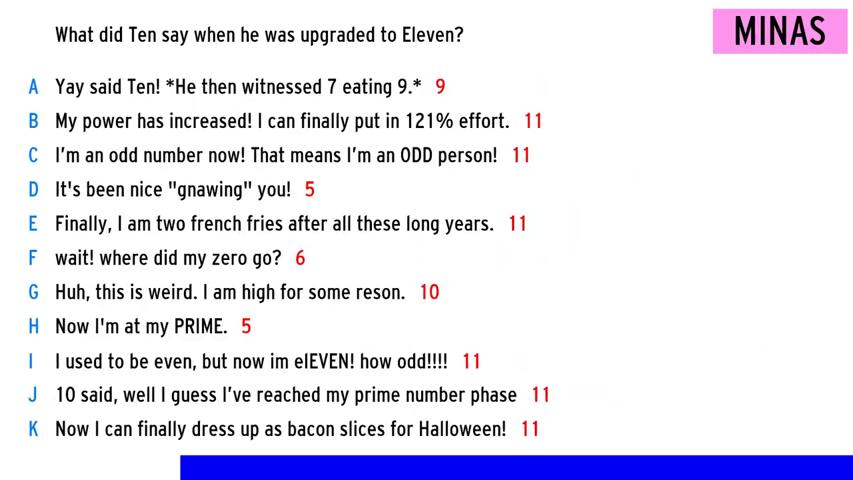 What did Ten say when he was upgraded to Eleven?
MINAS
A Yay said Ten! *He then witnessed 7 eating 9.* 9
B My power has increased! I can finally put in 121% effort. 11
C I'm an odd number now! That means I'm an ODD person! 11
D It's been nice "gnawing" you! 5
E Finally, I am two french fries after all these long years. 11
F wait! where did my zero go? 6
G Huh, this is weird. I am high for some reson. 10
H Now I'm at my PRIME. 5
I I used to be even, but now im elEVEN! how odd!!!! 11
J 10 said, well I guess I've reached my prime number phase 11
K Now I can finally dress up as bacon slices for Halloween! 11